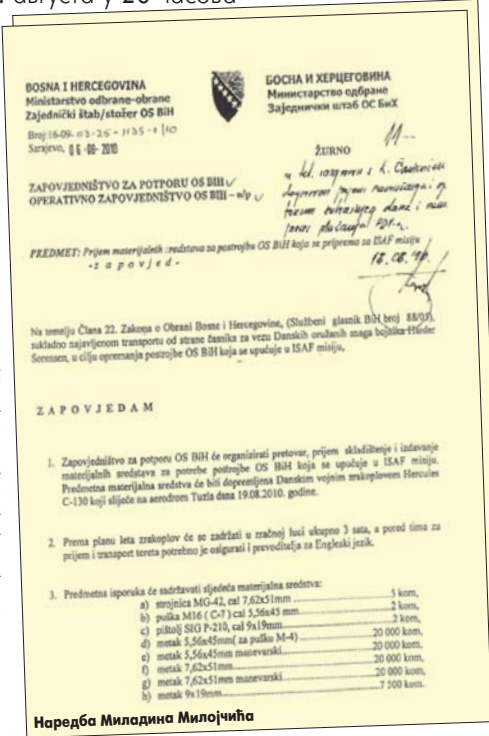 августа у 20 часова
BOSNA I HERCEGOVINA
Ministarstvo odbrane-obrane
Zajednički štab/stožer OS BiH
Broj:16-09-03-25-1135-1/10
Sarajevo, 06-08-2010
БОСНА И ХЕРЦЕГОВИНА
Министарство одбране
Заједнички штаб ОС БиХ
ŽURNO
ZAPOVJEDNIŠTVO ZA POTPORU OS BIH
OPERATIVNO ZAPOVJEDNIŠTVO OS BIH – n/p
PREDMET: Prijem materijalnih sredstava za postrojbu OS BiH koja se priprema za ISAF misiju
-z a p o v j e d -
18.08.10.
Na temelju Člana 22. Zakona o Obrani Bosne i Hercegovine, (Službeni glasnik BiH broj 88/05),
sukladno najavljenom transportu od strane časnika za vezu Danskih oružanih snaga bojnika Harder
Sorensen, u cilju opremanja postrojbe OS BiH koja se upućuje u ISAF misiju,
Z A P O V J E D A M
1. Zapovjedništvo za potporu OS BiH će organizirati pretovar, prijem skladištenje i izdavanje
materijalnih sredstava za potrebe postrojbe OS BiH koja se upućuje u ISAF misiju.
Predmetna materijalna sredstva će biti dopremljena Danskim vojnim zrakoplovom Hercules
C-130 koji slijeće na aerodrom Tuzla dana 19.08.2010. godine.
2. Prema planu leta zrakoplov će se zadržati u zračnoj luci ukupno 3 sata, a pored tima za
prijem i transport tereta potrebno je osigurati i prevoditelja za Engleski jezik.
3. Predmetna isporuka će sadržavati sljedeća materijalna sredstva:
a) strojnica MG-42, cal 7,62x51mm 5 kom,
b) puška M16 ( C-7 ) cal 5,56x45 mm 2 kom,
c) pištolj SIG P-210, cal 9x19mm 2 kom,
d) metak 5,56x45mm( za pušku M-4) 20 000 kom,
e) metak 5,56x45mm manevarski 20 000 kom,
f) metak 7,62x51mm 20 000 kom,
g) metak 7,62x51mm manevarski 20 000 kom,
h) metak 9x19mm 7 500 kom.
Наредба Миладина Милојчића